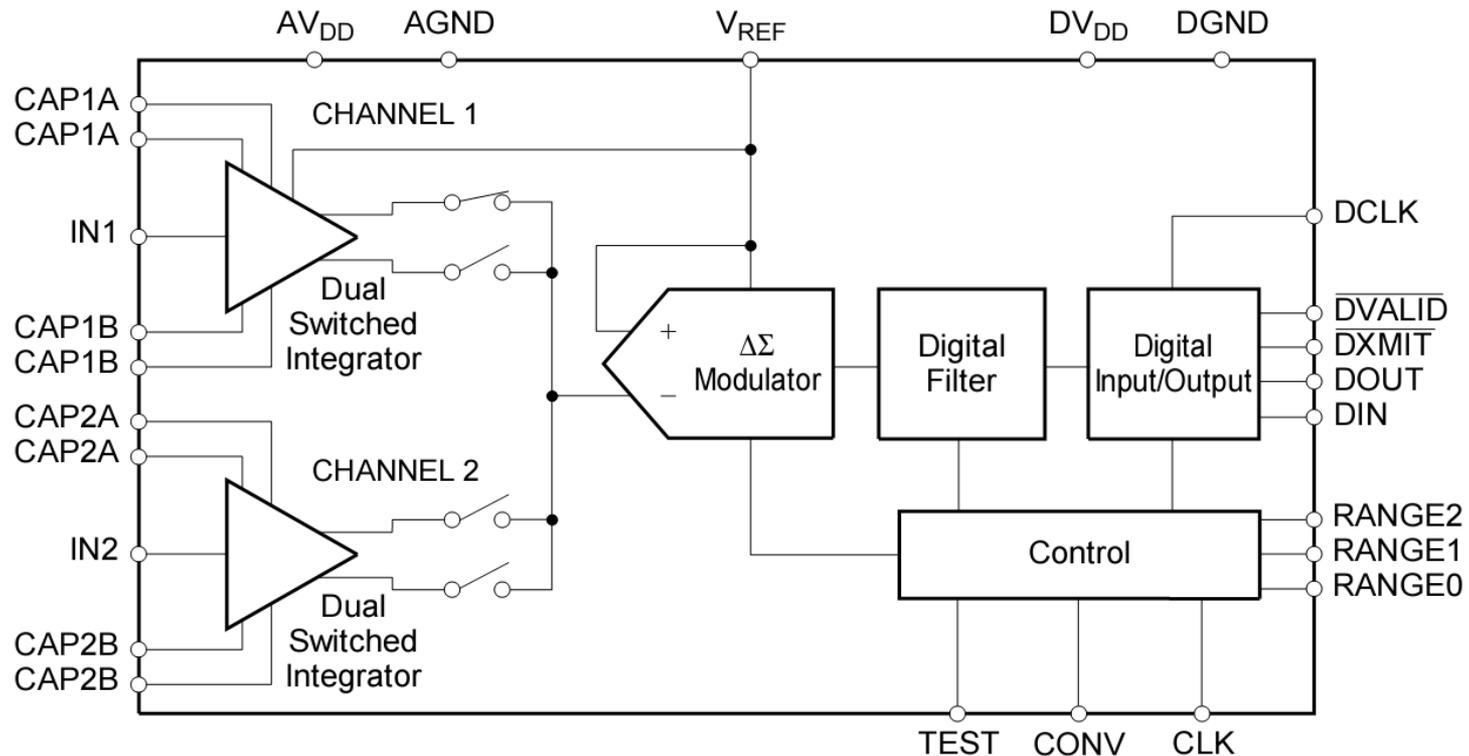 AVDD AGND VREF DVDD DGND
CAP1A
CAP1A
CHANNEL 1
IN1
DCLK
Dual
Switched
Integrator
CAP1B
CAP1B
+
−
ΔΣ
Modulator
Digital
Filter
Digital
Input/Output
DVALID
DXMIT
DOUT
DIN
CAP2A
CAP2A
CHANNEL 2
IN2
Dual
Switched
Integrator
CAP2B
CAP2B
Control
RANGE2
RANGE1
RANGE0
TEST CONV CLK